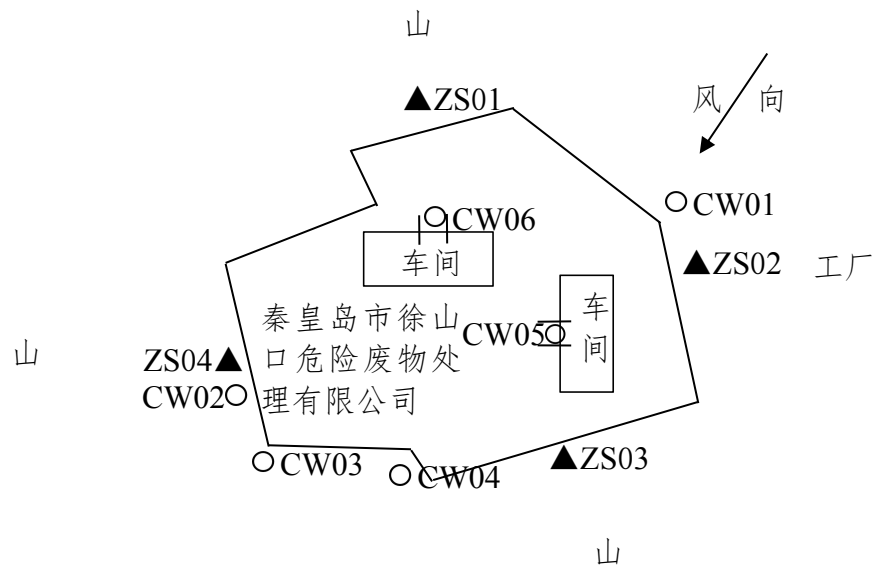 山
▲ZS01
风 向
CW01
CW06
▲ZS02
工厂
车间
秦皇岛市徐山
口危险废物处
理有限公司
CW05
车
间
山
ZS04▲
CW02
CW03
CW04
▲ZS03
山